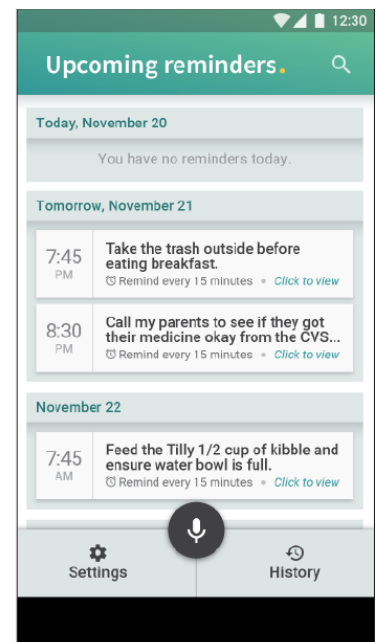 12:30
Upcoming reminders.
Today, November 20
You have no reminders today.
Tomorrow, November 21
7:45
PM
Take the trash outside before
eating breakfast.
Remind every 15 minutes • Click to view
8:30
PM
Call my parents to see if they got
their medicine okay from the CVS...
Remind every 15 minutes • Click to view
November 22
7:45
AM
Feed the Tilly 1/2 cup of kibble and
ensure water bowl is full.
Remind every 15 minutes • Click to view
Settings
History